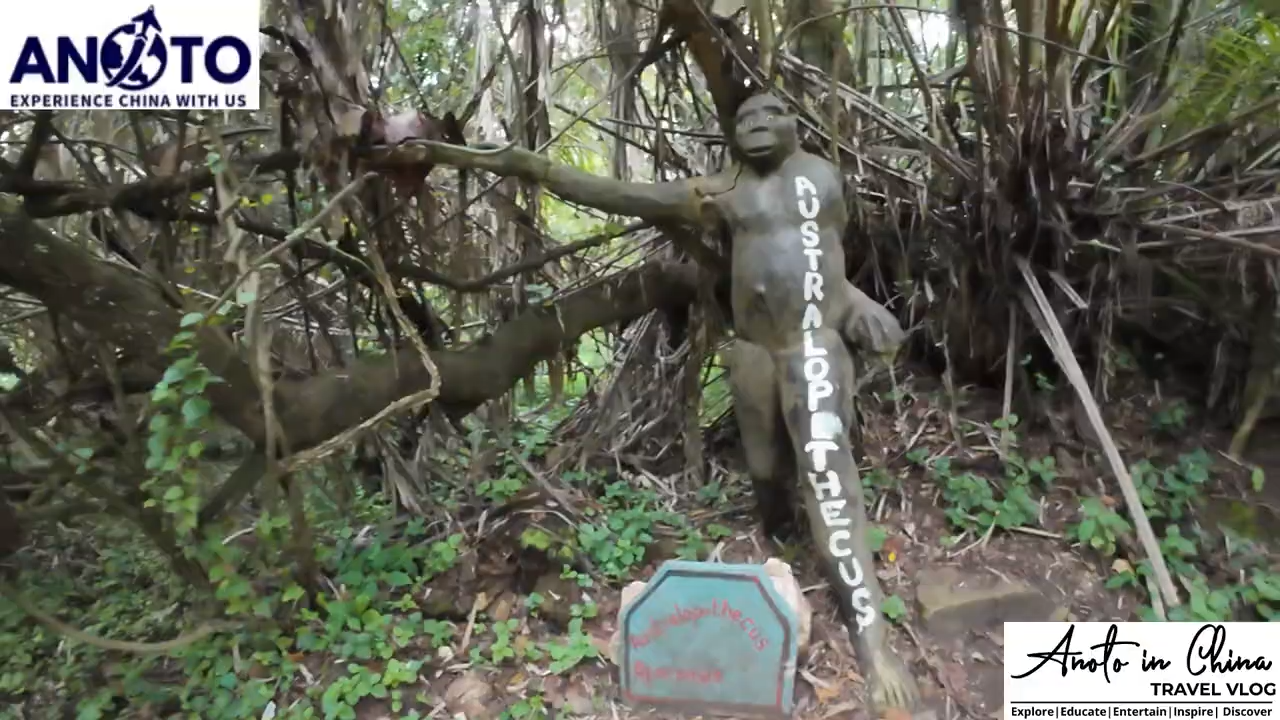 ANOTO
EXPERIENCE CHINA WITH US
AUSTRALOPITHECUS
Anoto in China
TRAVEL VLOG
Explore|Educate|Entertain|Inspire| Discover